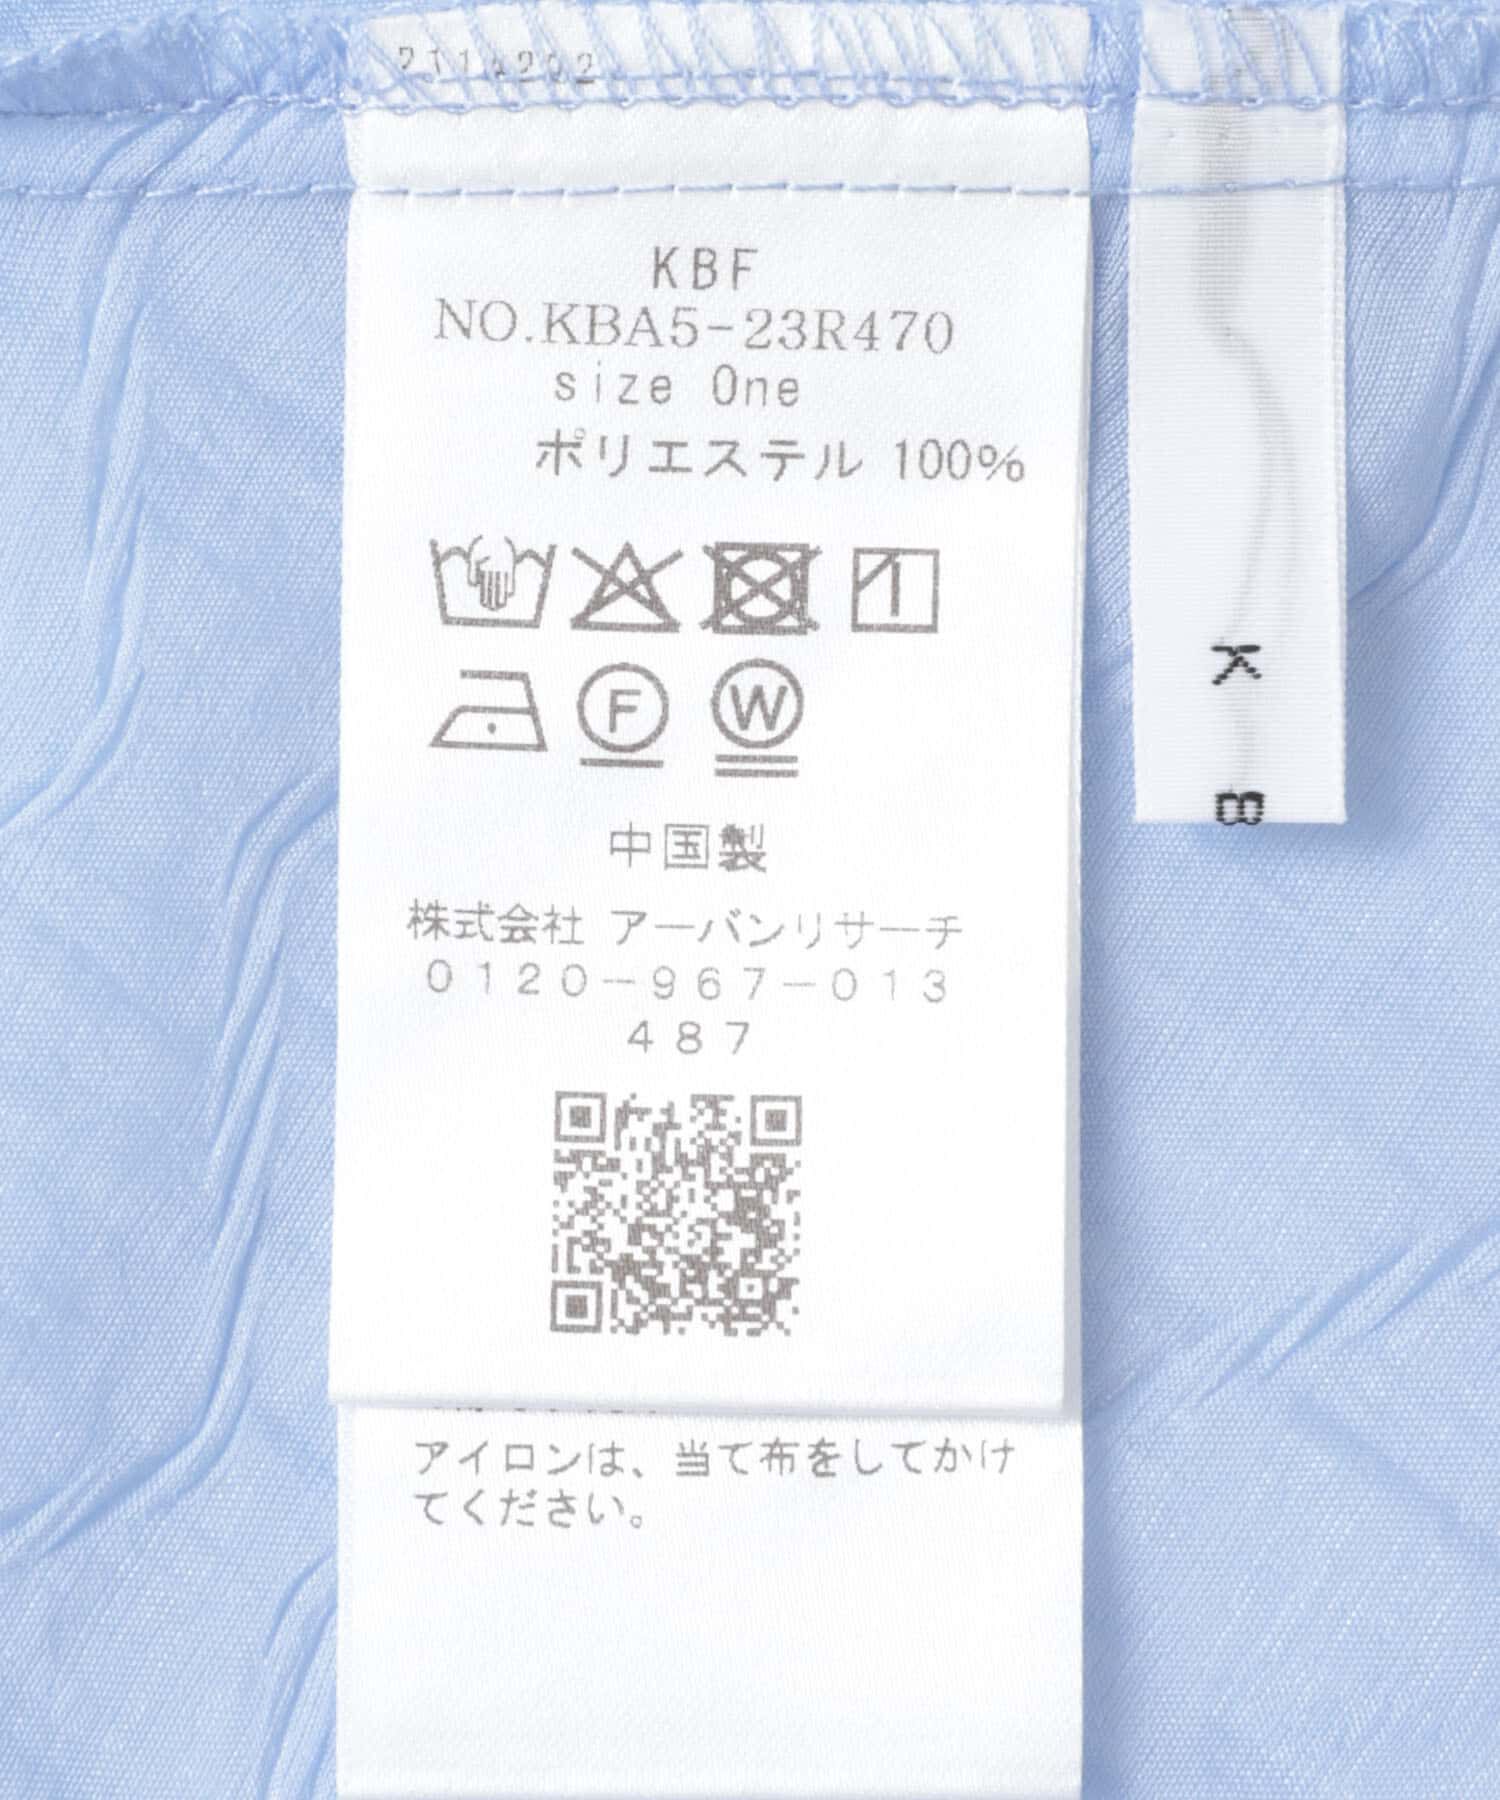 2114202
KBF
NO.KBA5-23R470
size One
ポリエステル 100%
F W
中国製
株式会社 アーバンリサーチ
0120-967-013
487
アイロンは、当て布をしてかけ
てください。
K B